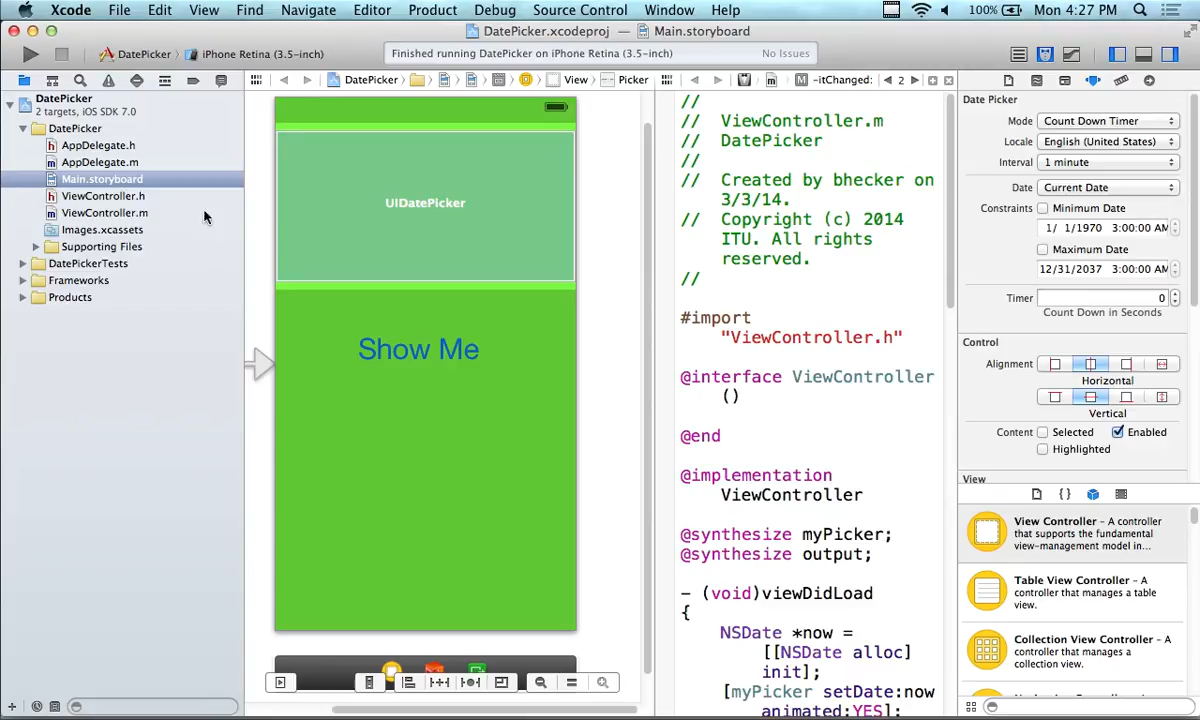 Xcode File Edit View Find Navigate Editor Product Debug Source Control Window Help 100% Mon 4:27 PM
DatePicker.xcodeproj — Main.storyboard
DatePicker iPhone Retina (3.5-inch)
Finished running DatePicker on iPhone Retina (3.5-inch) No Issues
DatePicker View Picker
-itChanged: 2
DatePicker
2 targets, iOS SDK 7.0
DatePicker
AppDelegate.h
AppDelegate.m
Main.storyboard
ViewController.h
ViewController.m
Images.xcassets
Supporting Files
DatePickerTests
Frameworks
Products
UIDatePicker
Show Me
//
// ViewController.m
// DatePicker
//
// Created by bhecker on
3/3/14.
// Copyright (c) 2014
ITU. All rights
reserved.
//
#import
"ViewController.h"
@interface ViewController
()
@end
@implementation
ViewController
@synthesize myPicker;
@synthesize output;
- (void)viewDidLoad
{
NSDate *now =
[[NSDate alloc]
init];
[myPicker setDate:now
animated:YES];
Date Picker
Mode Count Down Timer
Locale English (United States)
Interval 1 minute
Date Current Date
Constraints Minimum Date
1/ 1/1970 3:00:00 AM
Maximum Date
12/31/2037 3:00:00 AM
Timer 0
Count Down in Seconds
Control
Alignment
Horizontal
Vertical
Content Selected Enabled
Highlighted
View
View Controller – A controller
that supports the fundamental
view-management model in...
Table View Controller – A
controller that manages a table
view.
Collection View Controller – A
controller that manages a
collection view.